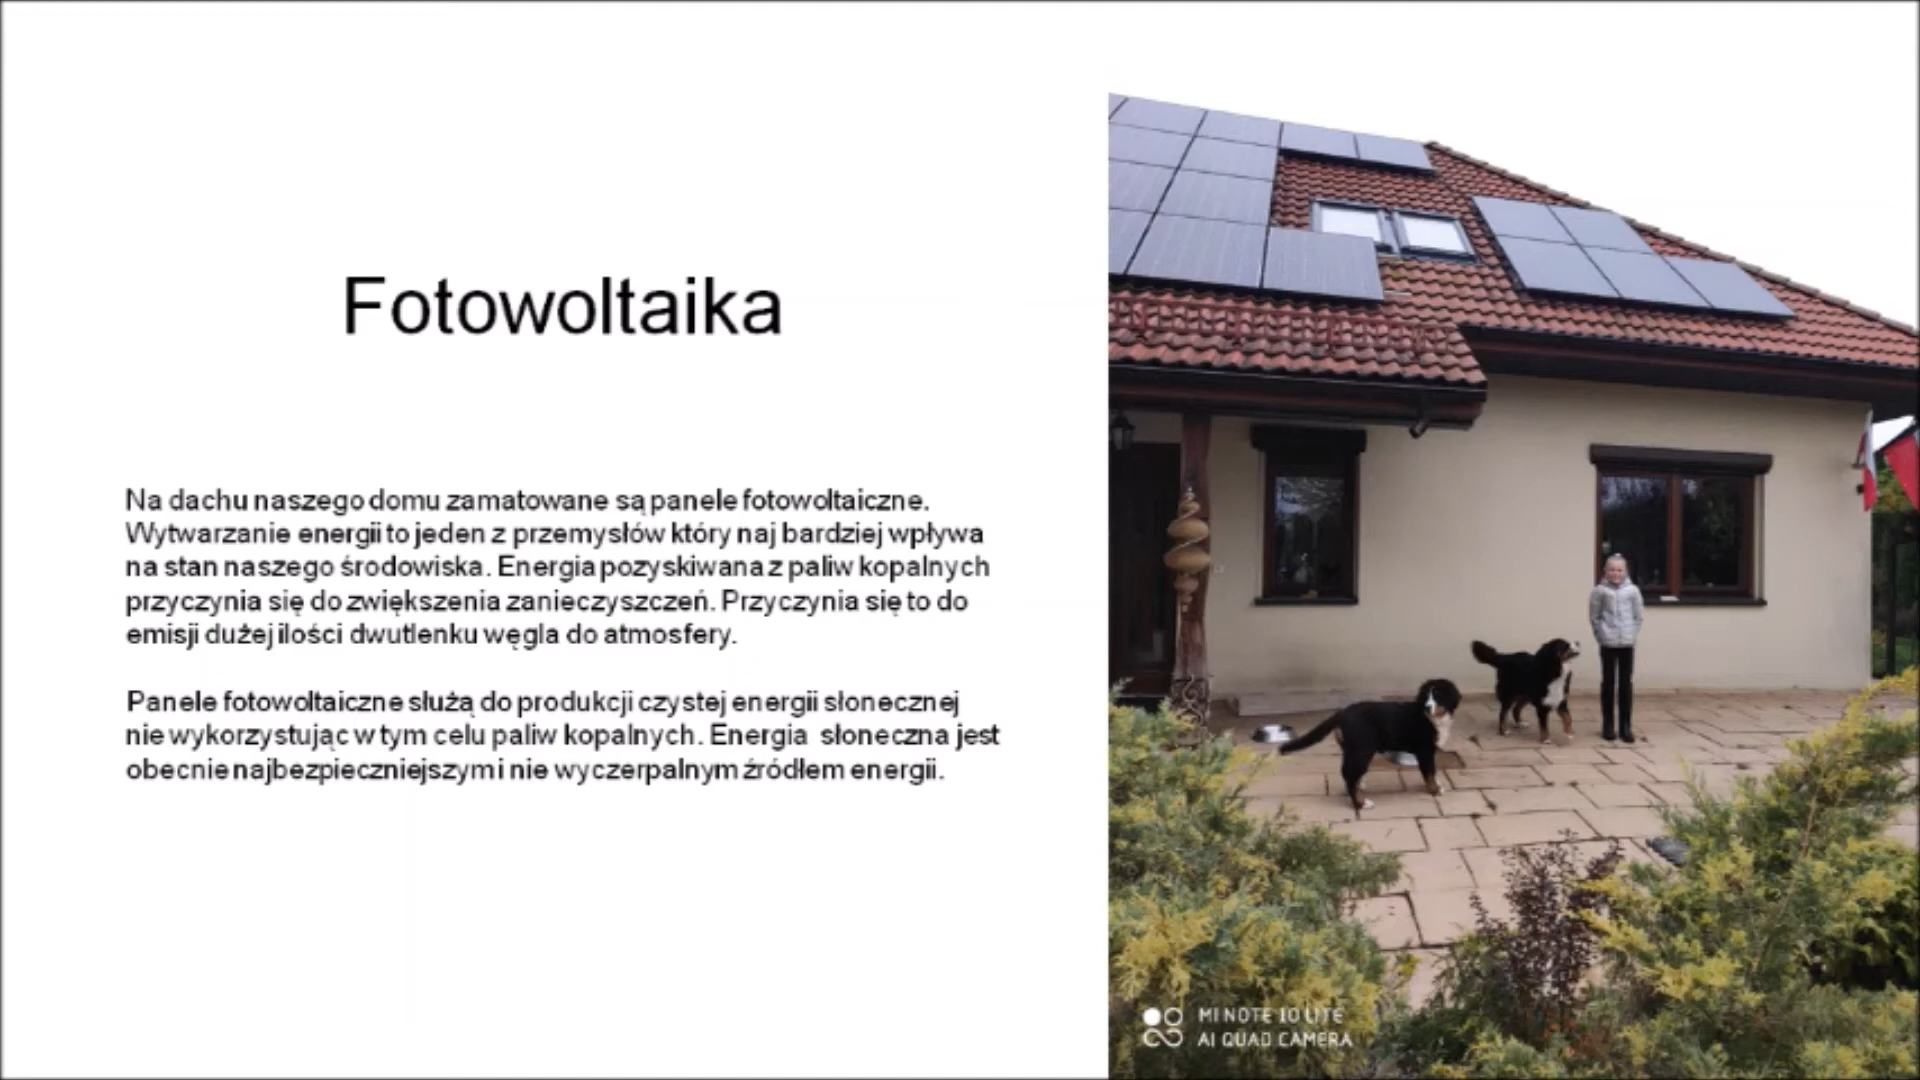 Fotowoltaika
Na dachu naszego domu zamatowane są panele fotowoltaiczne.
Wytwarzanie energii to jeden z przemysłów który naj bardziej wpływa
na stan naszego środowiska. Energia pozyskiwana z paliw kopalnych
przyczynia się do zwiększenia zanieczyszczeń. Przyczynia się to do
emisji dużej ilości dwutlenku węgla do atmosfery.
Panele fotowoltaiczne służą do produkcji czystej energii słonecznej
nie wykorzystując w tym celu paliw kopalnych. Energia słoneczna jest
obecnie najbezpieczniejszym i nie wyczerpalnym źródłem energii.
MI NOTE 10 LITE
AI QUAD CAMERA